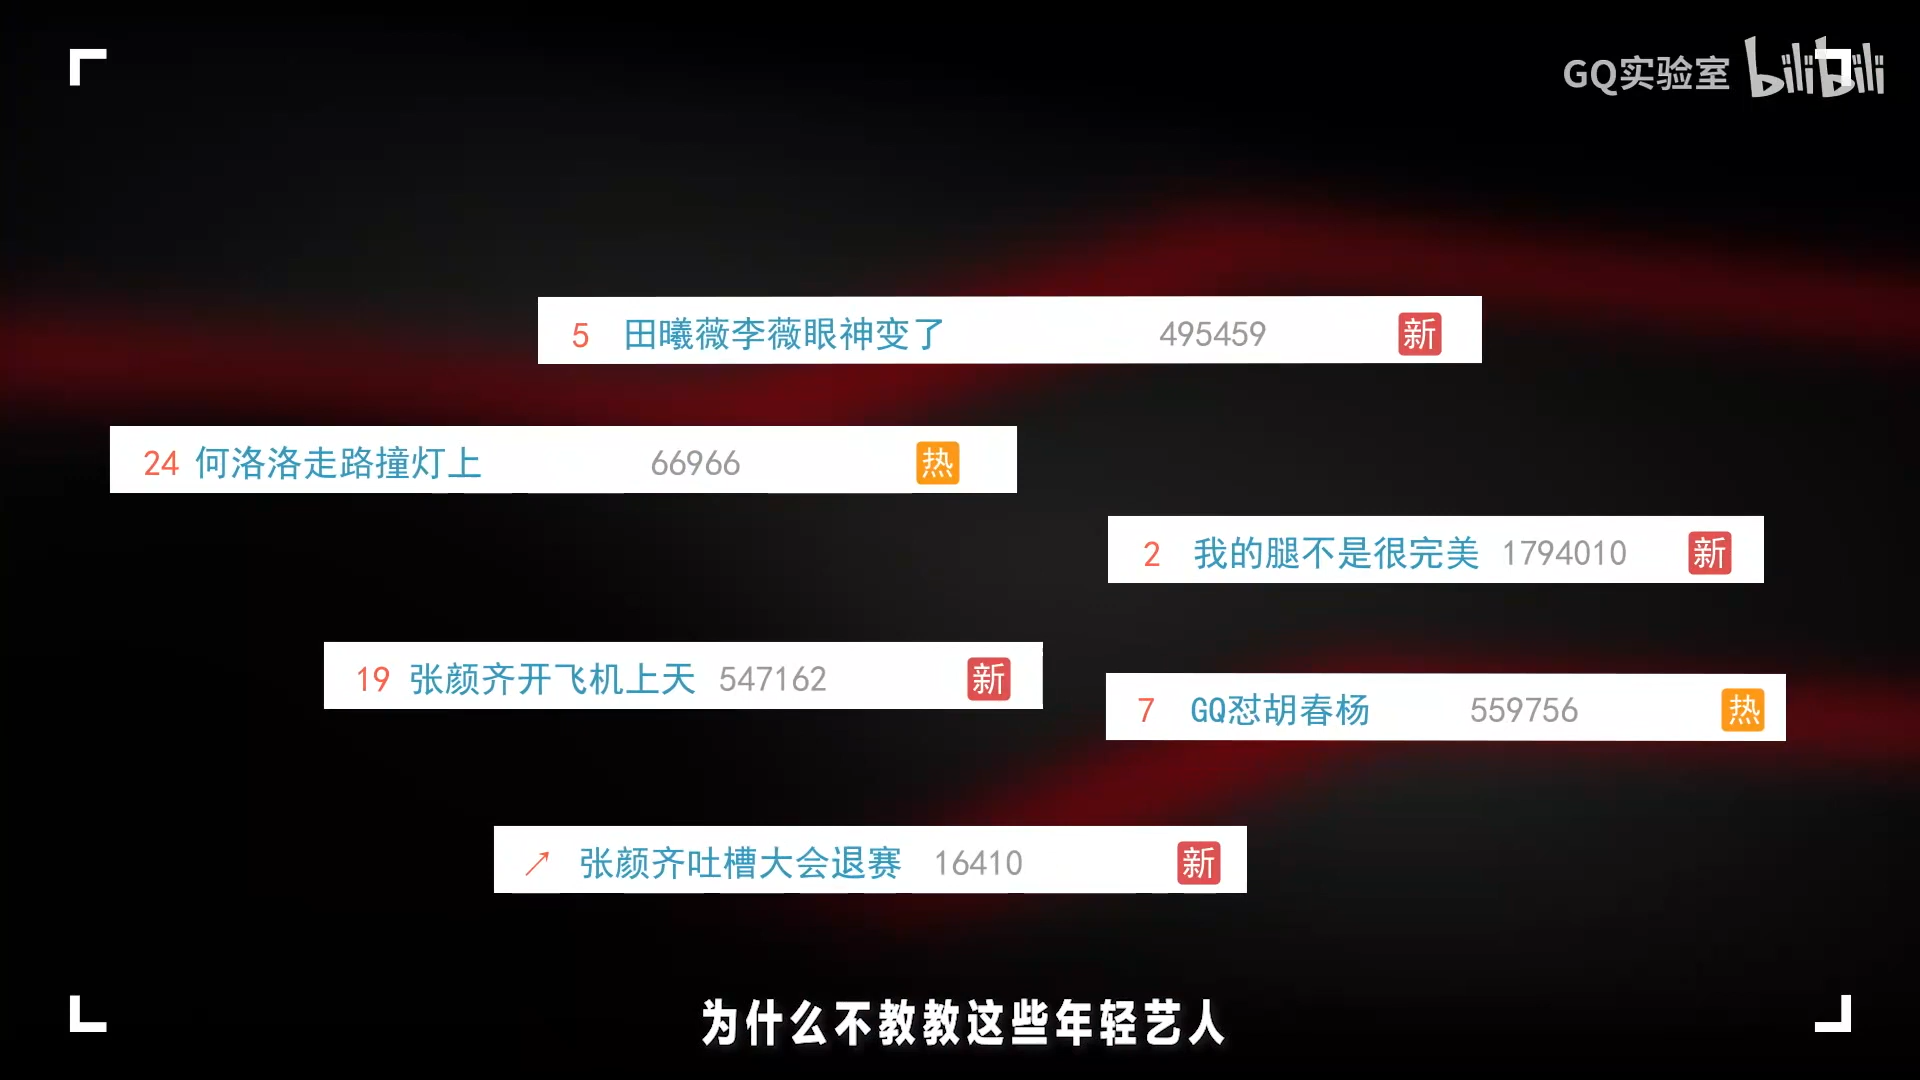 GQ实验室 bilibili
5 田曦薇李薇眼神变了 495459 新
24 何洛洛走路撞灯上 66966 热
2 我的腿不是很完美 1794010 新
19 张颜齐开飞机上天 547162 新
7 GQ怼胡春杨 559756 热
↗ 张颜齐吐槽大会退赛 16410 新
为什么不教教这些年轻艺人